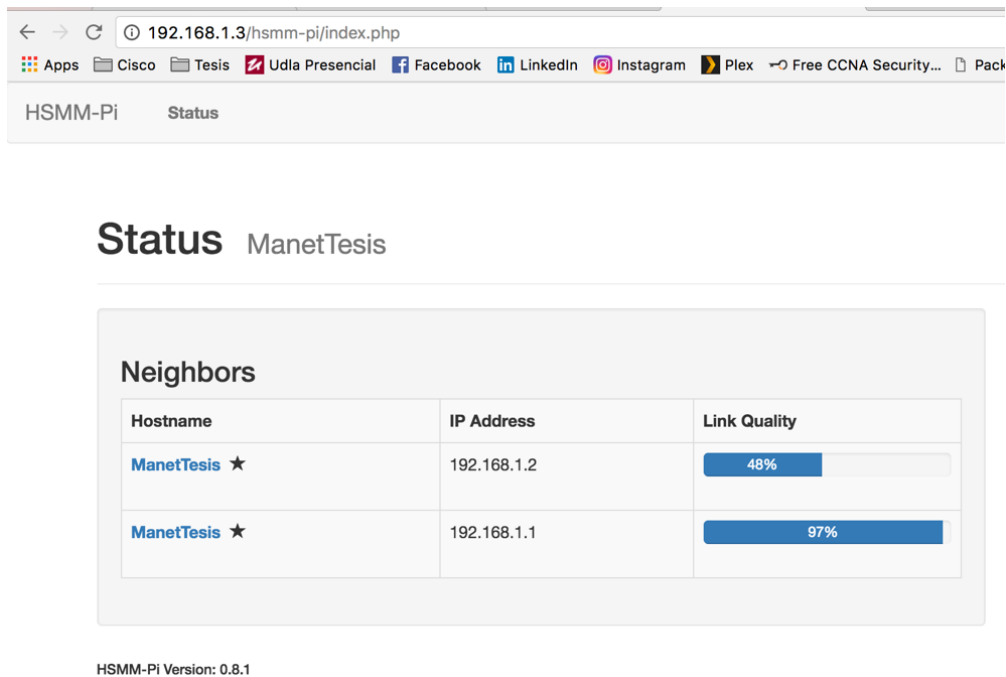 192.168.1.3/hsmm-pi/index.php
Apps Cisco Tesis Udla Presencial Facebook LinkedIn Instagram Plex Free CCNA Security... Pack
HSMM-Pi Status
Status ManetTesis
Neighbors
Hostname IP Address Link Quality
ManetTesis ★ 192.168.1.2 48%
ManetTesis ★ 192.168.1.1 97%
HSMM-Pi Version: 0.8.1